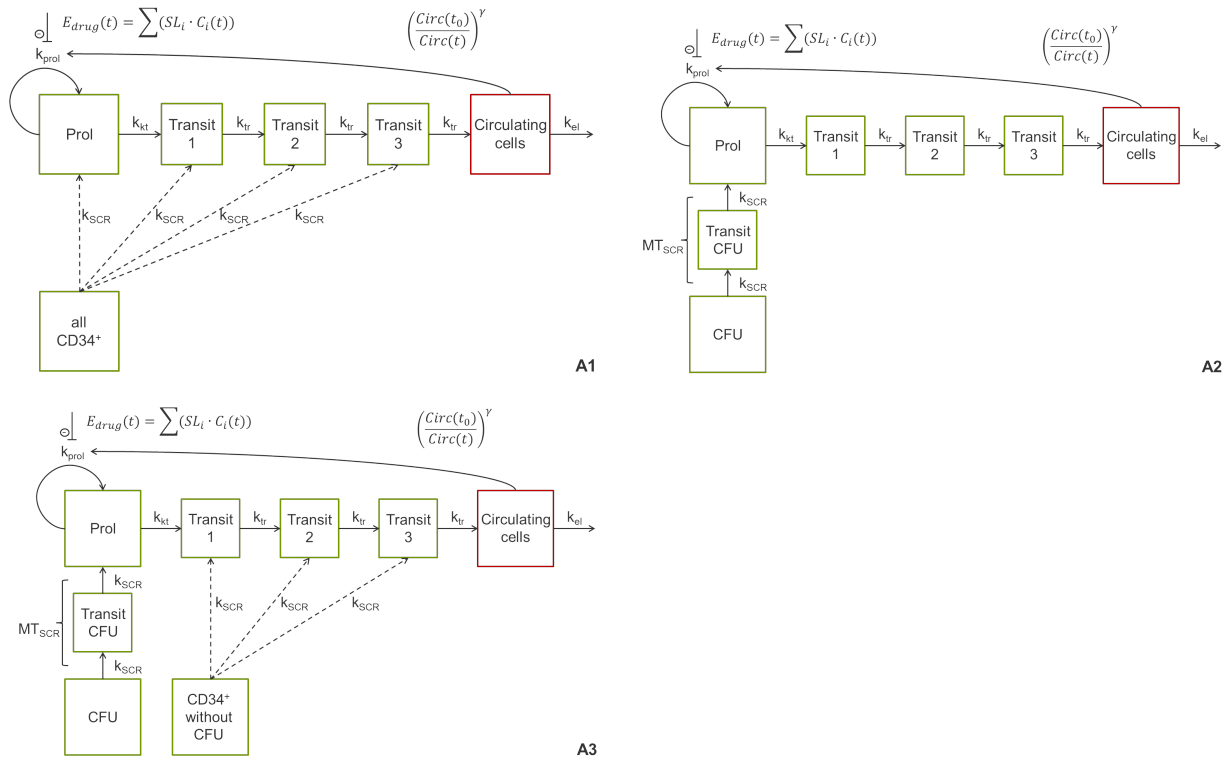 E_drug(t) = ∑(SL_i · C_i(t))
(Circ(t_0) / Circ(t))^γ
⊖
k_prol
Prol
k_kt
Transit
1
k_tr
Transit
2
k_tr
Transit
3
k_tr
Circulating
cells
k_el
k_SCR
k_SCR
k_SCR
k_SCR
all
CD34⁺
A1
E_drug(t) = ∑(SL_i · C_i(t))
(Circ(t_0) / Circ(t))^γ
⊖
k_prol
Prol
k_kt
Transit
1
k_tr
Transit
2
k_tr
Transit
3
k_tr
Circulating
cells
k_el
k_SCR
MT_SCR
Transit
CFU
k_SCR
CFU
A2
E_drug(t) = ∑(SL_i · C_i(t))
(Circ(t_0) / Circ(t))^γ
⊖
k_prol
Prol
k_kt
Transit
1
k_tr
Transit
2
k_tr
Transit
3
k_tr
Circulating
cells
k_el
k_SCR
MT_SCR
Transit
CFU
k_SCR
CFU
k_SCR
k_SCR
k_SCR
CD34⁺
without
CFU
A3